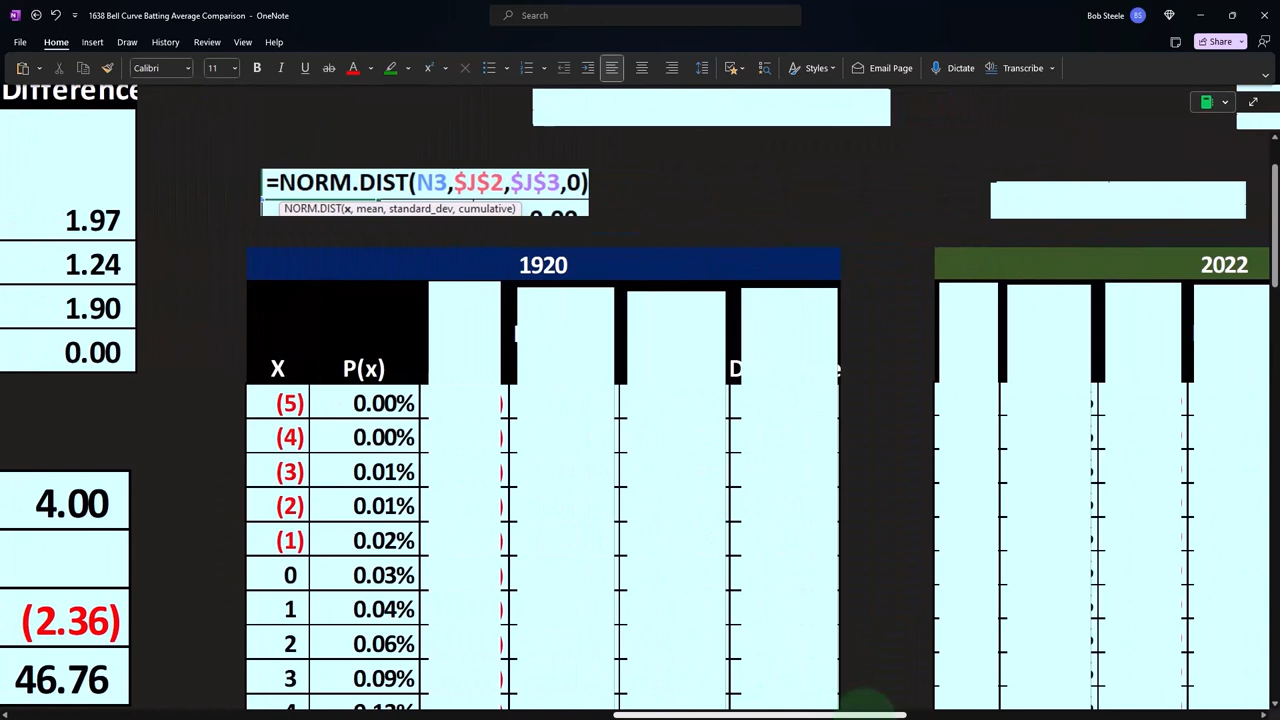 1638 Bell Curve Batting Average Comparison - OneNote
Search
Bob Steele BS
File Home Insert Draw History Review View Help
Share
Calibri 11 B I U ab A Styles Email Page Dictate Transcribe
Difference
=NORM.DIST(N3,$J$2,$J$3,0)
NORM.DIST(x, mean, standard_dev, cumulative)
1.97
1.24
1.90
0.00
4.00
(2.36)
46.76
1920
X P(x)
(5) 0.00%
(4) 0.00%
(3) 0.01%
(2) 0.01%
(1) 0.02%
0 0.03%
1 0.04%
2 0.06%
3 0.09%
2022